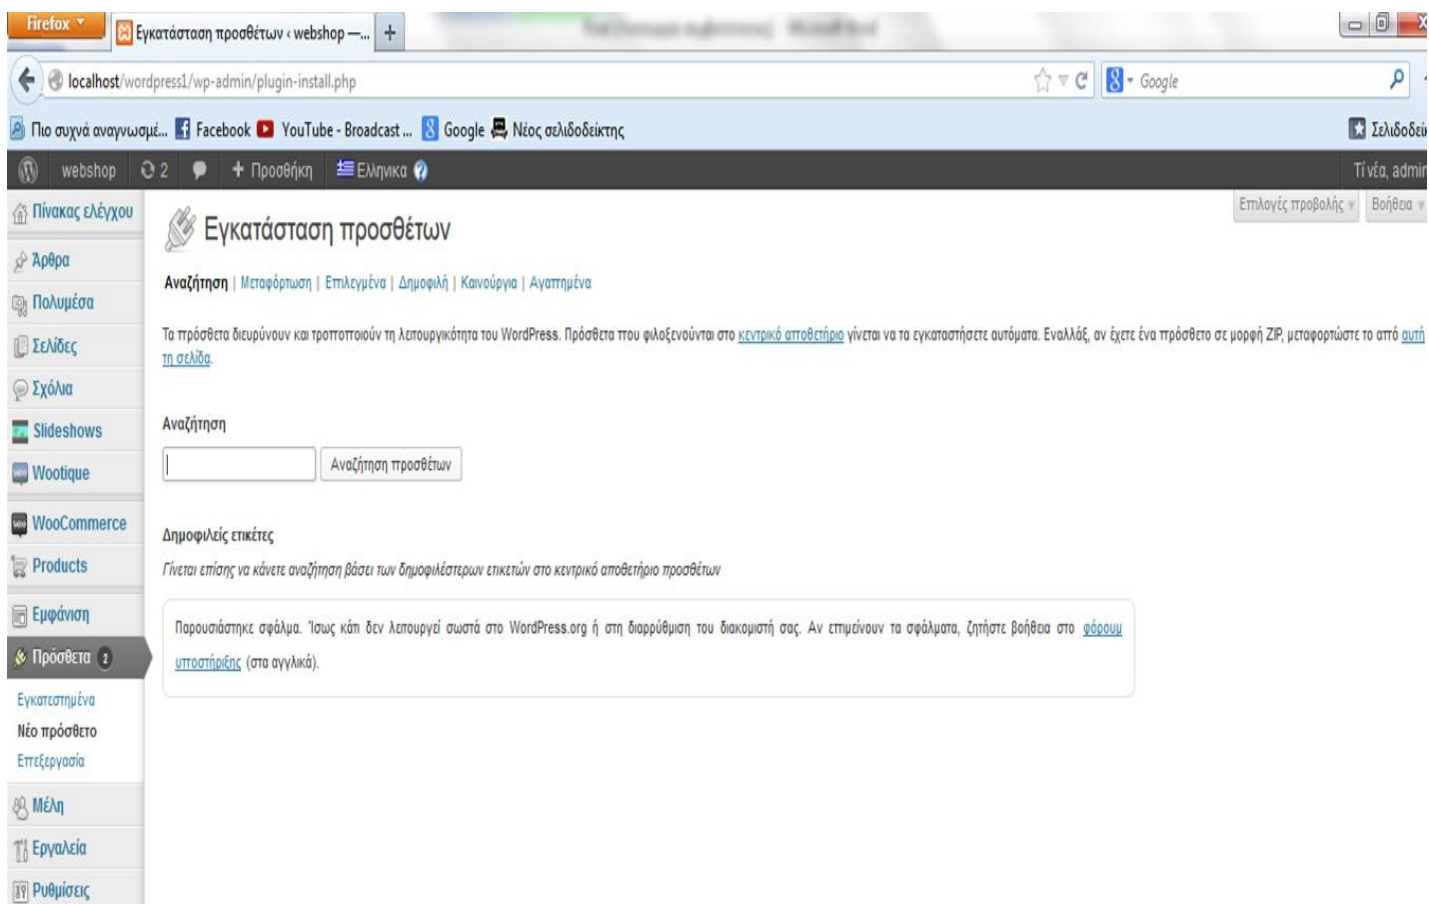 Firefox
Εγκατάσταση προσθέτων ‹ webshop —...
localhost/wordpress1/wp-admin/plugin-install.php
Google
Πιο συχνά αναγνωσμέ... Facebook YouTube - Broadcast ... Google Νέος σελιδοδείκτης
Σελιδοδεί
webshop 2 + Προσθήκη Ελληνικα
Τί νέα, admin
Πίνακας ελέγχου
Άρθρα
Πολυμέσα
Σελίδες
Σχόλια
Slideshows
Wootique
WooCommerce
Products
Εμφάνιση
Πρόσθετα 2
Εγκατεστημένα
Νέο πρόσθετο
Επεξεργασία
Μέλη
Εργαλεία
Ρυθμίσεις
Επιλογές προβολής Βοήθεια
Εγκατάσταση προσθέτων
Αναζήτηση | Μεταφόρτωση | Επιλεγμένα | Δημοφιλή | Καινούργια | Αγαπημένα
Τα πρόσθετα διευρύνουν και τροποποιούν τη λειτουργικότητα του WordPress. Πρόσθετα που φιλοξενούνται στο κεντρικό αποθετήριο γίνεται να τα εγκαταστήσετε αυτόματα. Εναλλάξ, αν έχετε ένα πρόσθετο σε μορφή ZIP, μεταφορτώστε το από αυτή
τη σελίδα.
Αναζήτηση
Αναζήτηση προσθέτων
Δημοφιλείς ετικέτες
Γίνεται επίσης να κάνετε αναζήτηση βάσει των δημοφιλέστερων ετικετών στο κεντρικό αποθετήριο προσθέτων
Παρουσιάστηκε σφάλμα. Ίσως κάτι δεν λειτουργεί σωστά στο WordPress.org ή στη διαρρύθμιση του διακομιστή σας. Αν επιμείνουν τα σφάλματα, ζητήστε βοήθεια στο φόρουμ
υποστήριξης (στα αγγλικά).